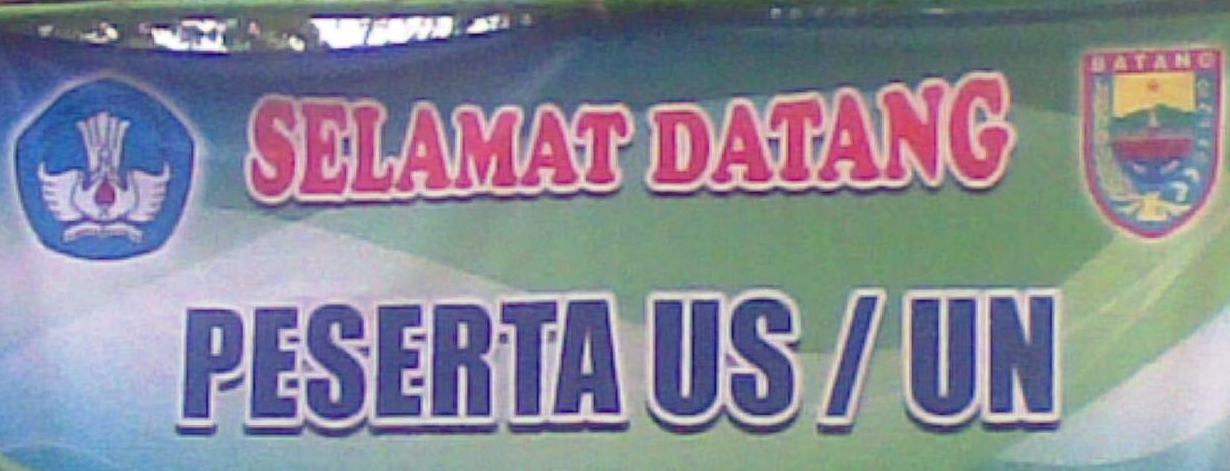 BATANG
SELAMAT DATANG
PESERTA US / UN